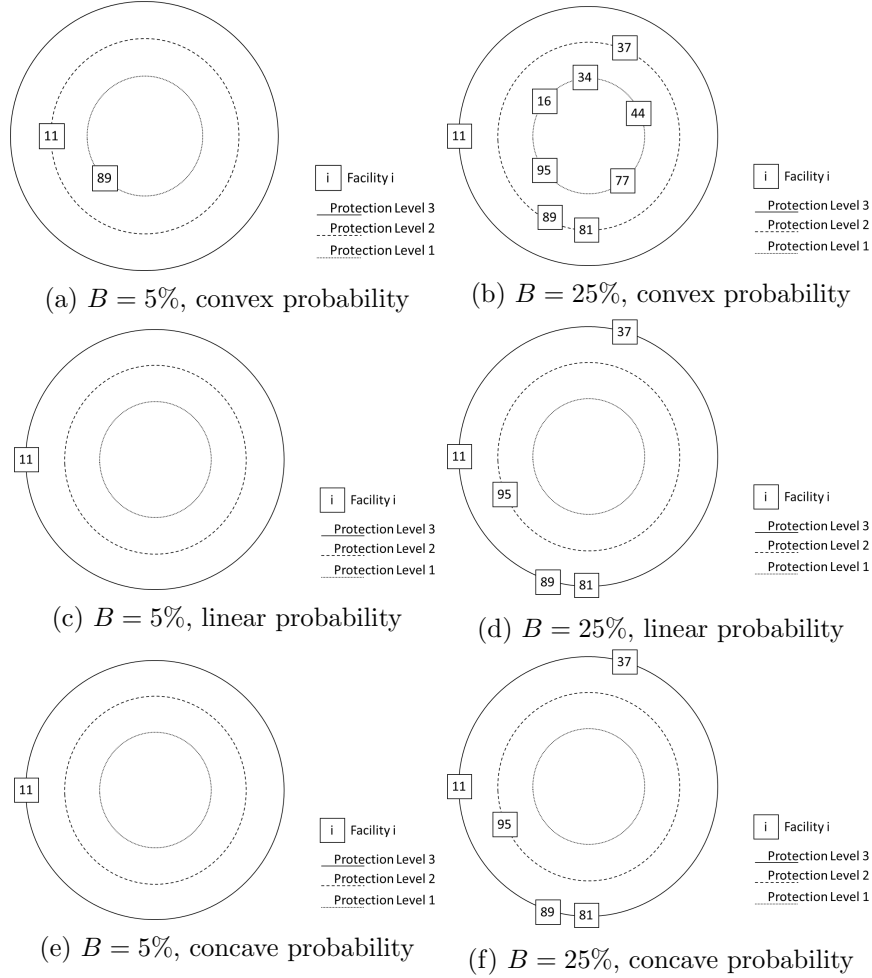 11
89
i Facility i
Protection Level 3
Protection Level 2
Protection Level 1
(a) B = 5%, convex probability
37
34
16
44
11
95
77
89
81
i Facility i
Protection Level 3
Protection Level 2
Protection Level 1
(b) B = 25%, convex probability
11
i Facility i
Protection Level 3
Protection Level 2
Protection Level 1
(c) B = 5%, linear probability
37
11
95
89
81
i Facility i
Protection Level 3
Protection Level 2
Protection Level 1
(d) B = 25%, linear probability
11
i Facility i
Protection Level 3
Protection Level 2
Protection Level 1
(e) B = 5%, concave probability
37
11
95
89
81
i Facility i
Protection Level 3
Protection Level 2
Protection Level 1
(f) B = 25%, concave probability